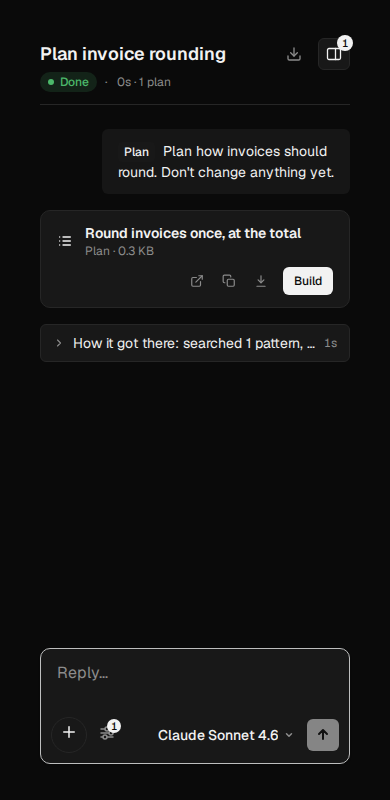 Plan invoice rounding
1
Done · 0s · 1 plan
Plan Plan how invoices should
round. Don't change anything yet.
Round invoices once, at the total
Plan · 0.3 KB
Build
How it got there: searched 1 pattern, ... 1s
Reply...
1
Claude Sonnet 4.6